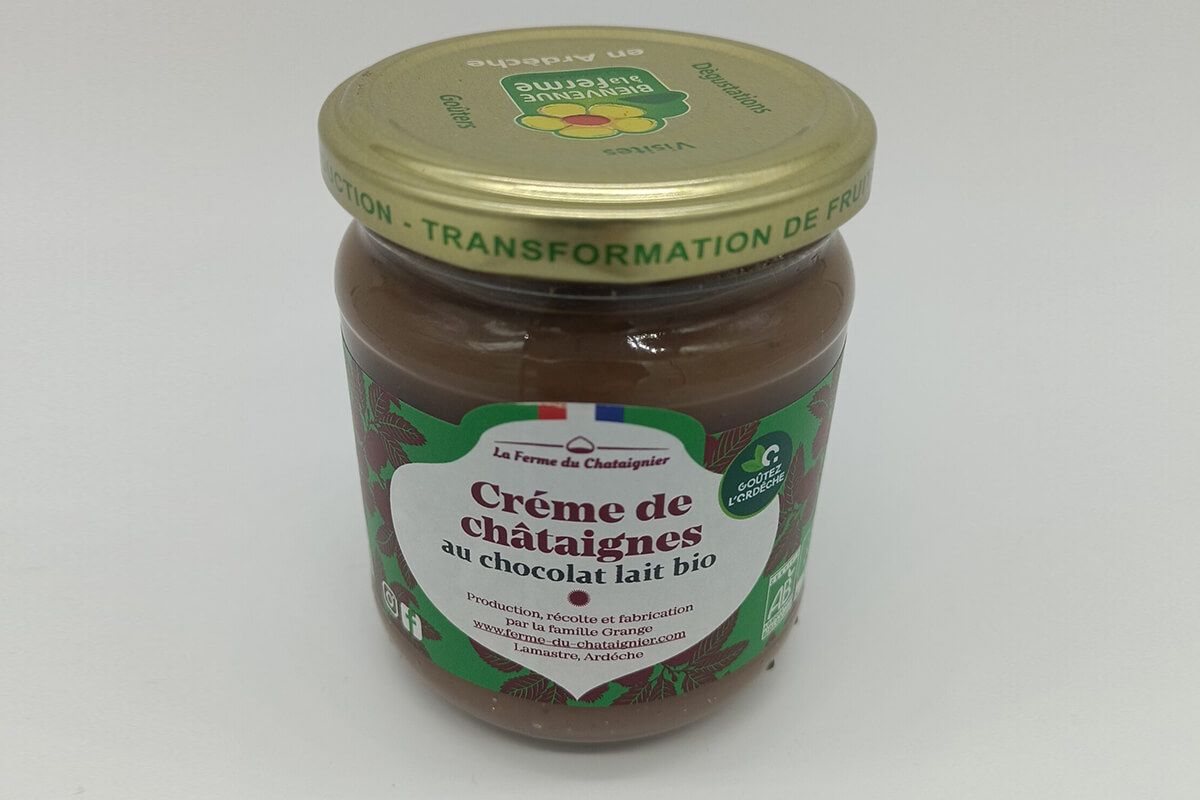 en Ardèche
BIENVENUE
à la ferme
Goûters
Dégustations
Visites
UCTION - TRANSFORMATION DE FRUIT
La Ferme du Chataignier
Créme de
châtaignes
au chocolat lait bio
GOÛTEZ
L'ARDÈCHE
Production, récolte et fabrication
par la famille Grange
www.ferme-du-chataignier.com
Lamastre, Ardéche
AB